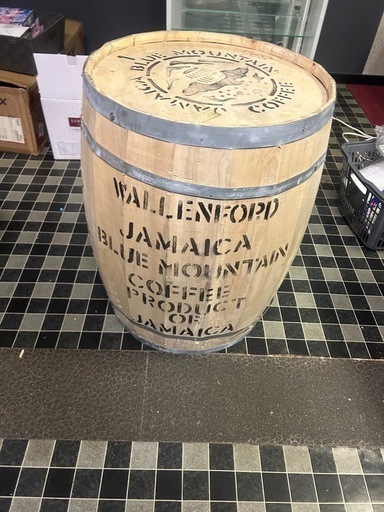 JAMAICA BLUE MOUNTAIN
COFFEE
WALLENFORD
JAMAICA
BLUE MOUNTAIN
COFFEE
PRODUCT
OF
JAMAICA